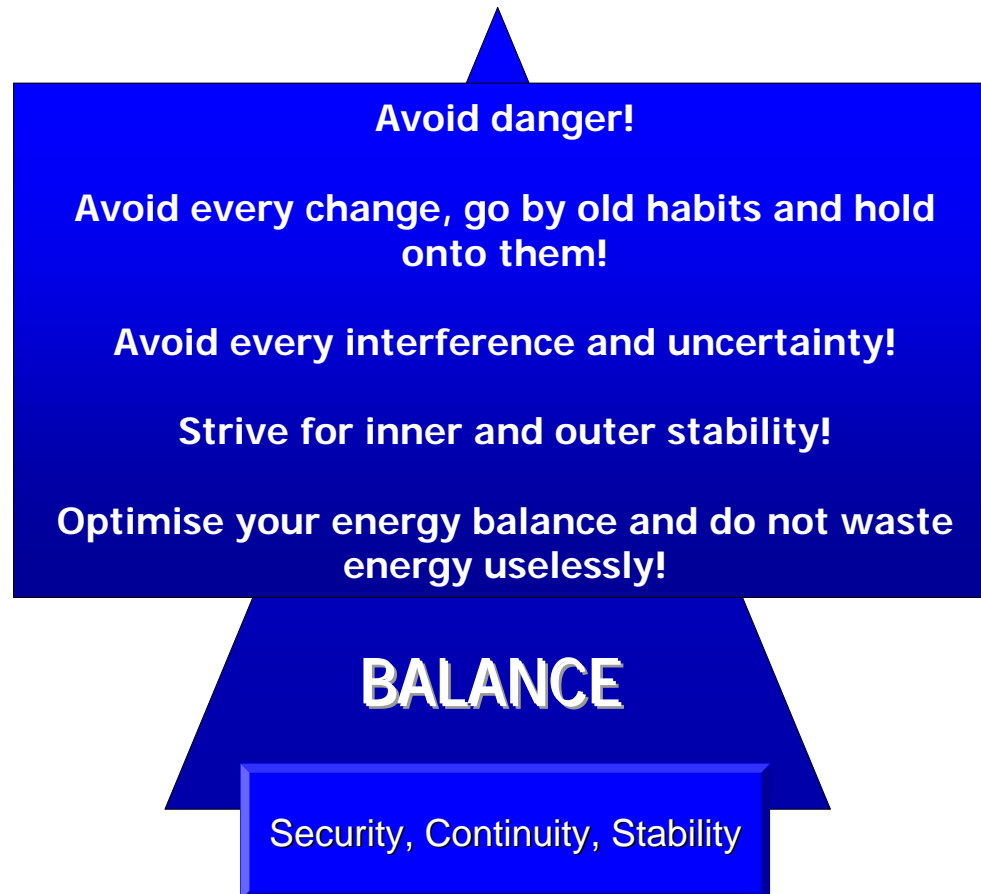 Avoid danger!
Avoid every change, go by old habits and hold
onto them!
Avoid every interference and uncertainty!
Strive for inner and outer stability!
Optimise your energy balance and do not waste
energy uselessly!
BALANCE
Security, Continuity, Stability